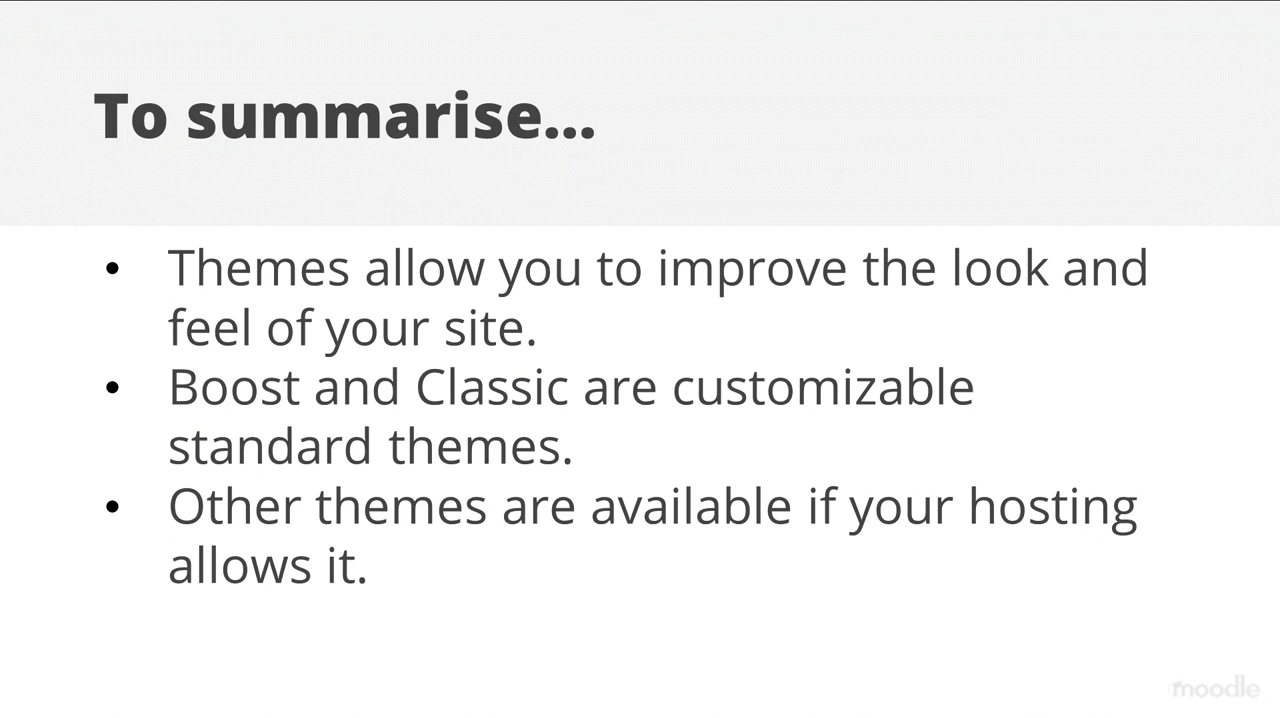 To summarise...
• Themes allow you to improve the look and
feel of your site.
• Boost and Classic are customizable
standard themes.
• Other themes are available if your hosting
allows it.
moodle